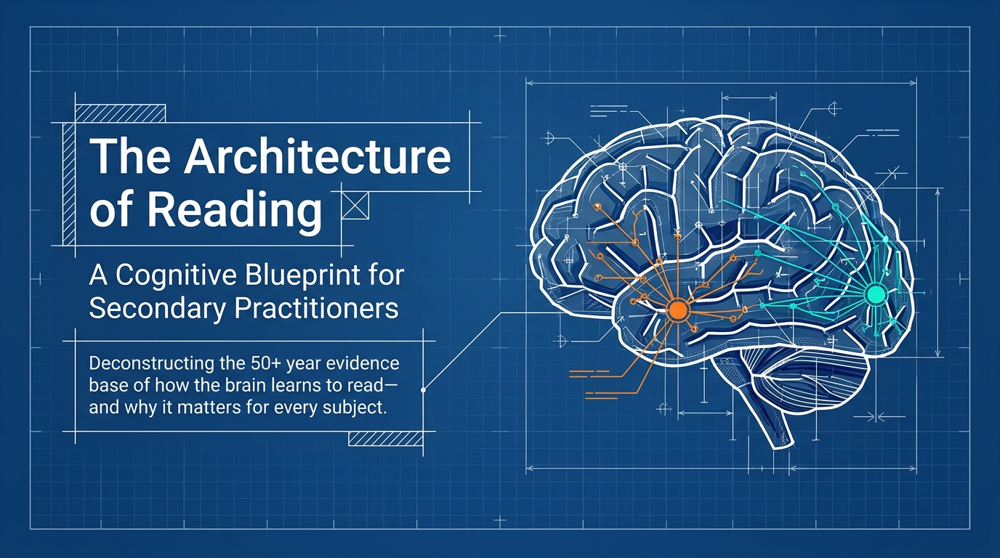 The Architecture
of Reading
A Cognitive Blueprint for
Secondary Practitioners
Deconstructing the 50+ year evidence
base of how the brain learns to read—
and why it matters for every subject.